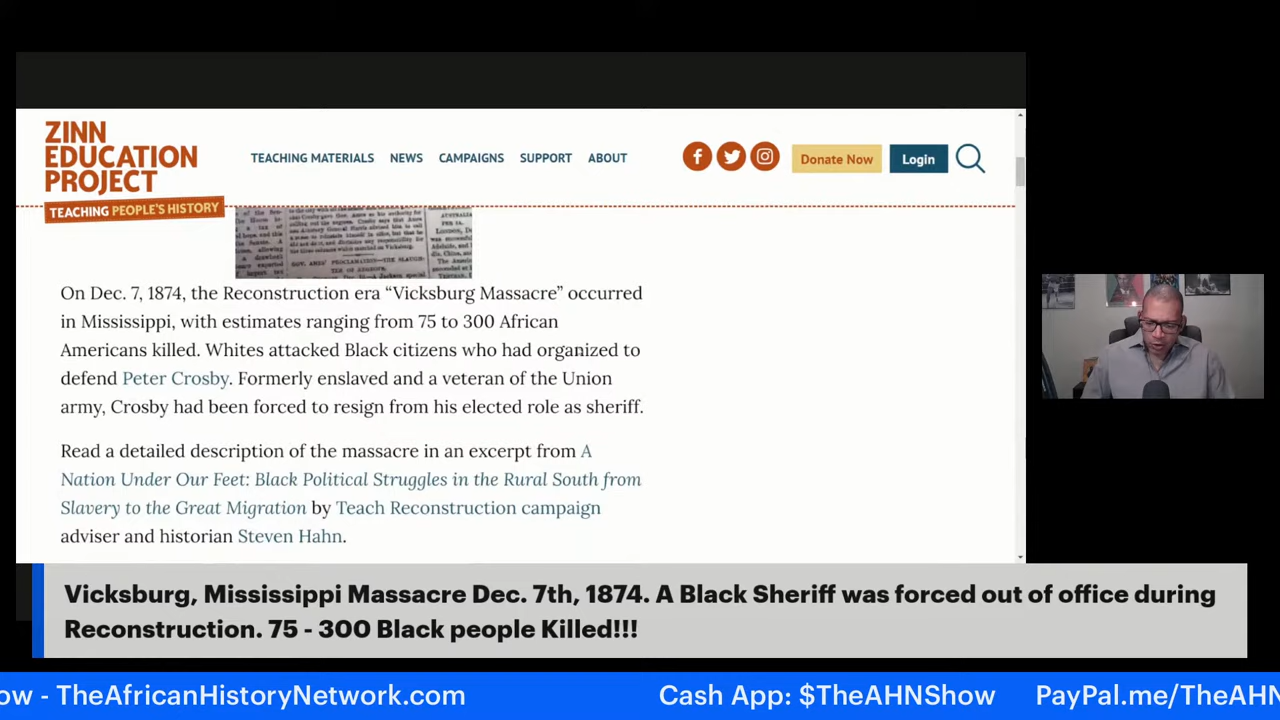 ZINN
EDUCATION
PROJECT
TEACHING PEOPLE'S HISTORY
TEACHING MATERIALS NEWS CAMPAIGNS SUPPORT ABOUT
Donate Now Login
On Dec. 7, 1874, the Reconstruction era “Vicksburg Massacre” occurred
in Mississippi, with estimates ranging from 75 to 300 African
Americans killed. Whites attacked Black citizens who had organized to
defend Peter Crosby. Formerly enslaved and a veteran of the Union
army, Crosby had been forced to resign from his elected role as sheriff.
Read a detailed description of the massacre in an excerpt from A
Nation Under Our Feet: Black Political Struggles in the Rural South from
Slavery to the Great Migration by Teach Reconstruction campaign
adviser and historian Steven Hahn.
Vicksburg, Mississippi Massacre Dec. 7th, 1874. A Black Sheriff was forced out of office during
Reconstruction. 75 - 300 Black people Killed!!!
ow - TheAfricanHistoryNetwork.com Cash App: $TheAHNShow PayPal.me/TheAHN